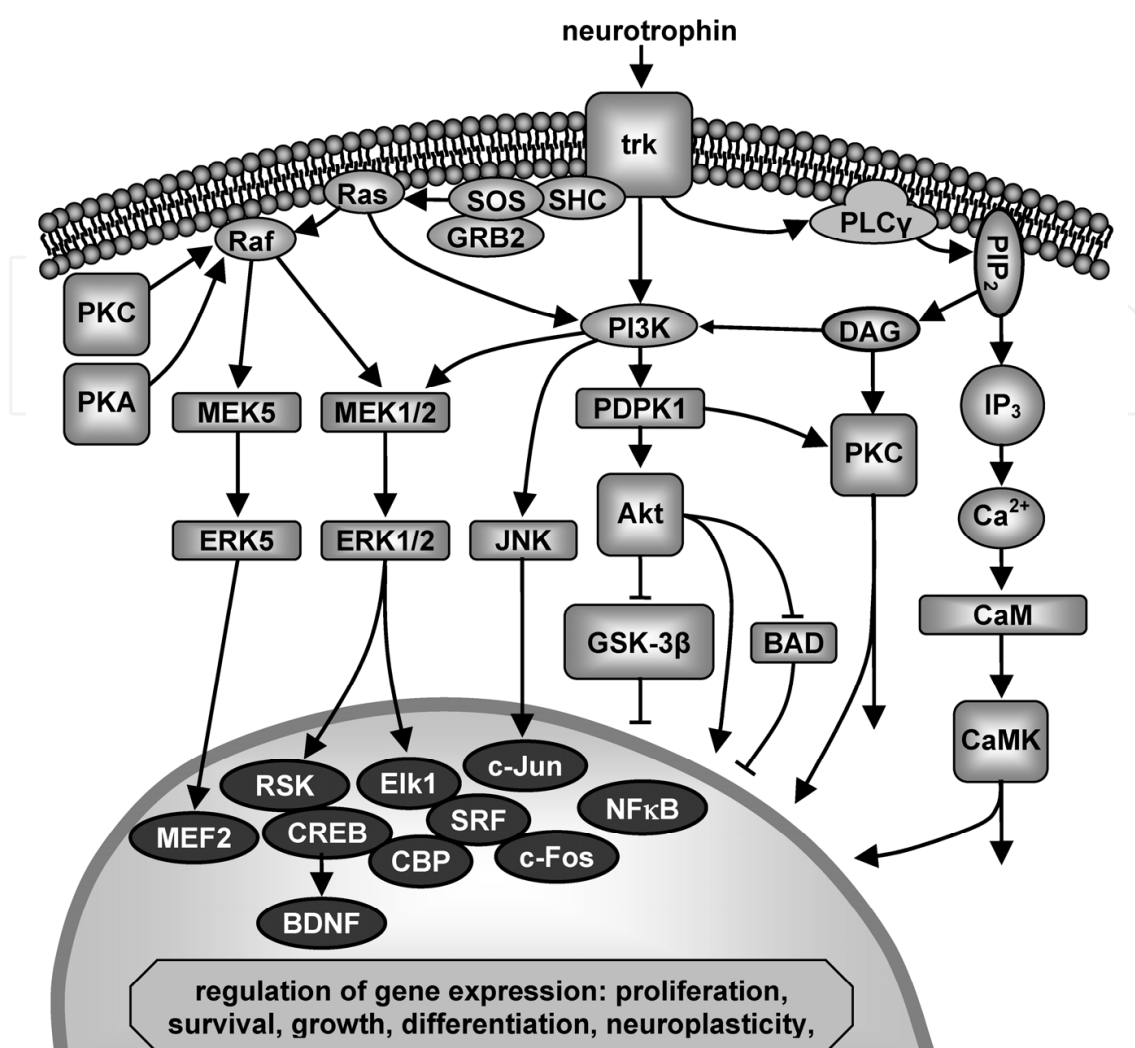 neurotrophin
trk
Ras
SOS
SHC
GRB2
PLCγ
PIP2
Raf
PKC
PKA
PI3K
DAG
MEK5
MEK1/2
PDPK1
PKC
IP3
ERK5
ERK1/2
JNK
Akt
Ca2+
GSK-3β
BAD
CaM
CaMK
RSK
Elk1
c-Jun
NFκB
MEF2
CREB
SRF
CBP
c-Fos
BDNF
regulation of gene expression: proliferation,
survival, growth, differentiation, neuroplasticity,